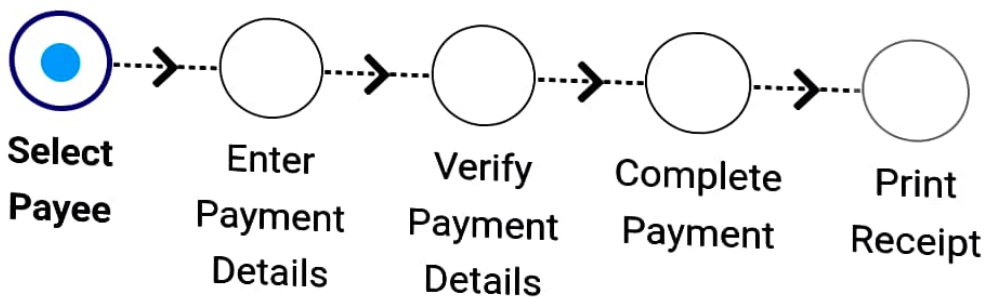 Select
Payee
Enter
Payment
Details
Verify
Payment
Details
Complete
Payment
Print
Receipt